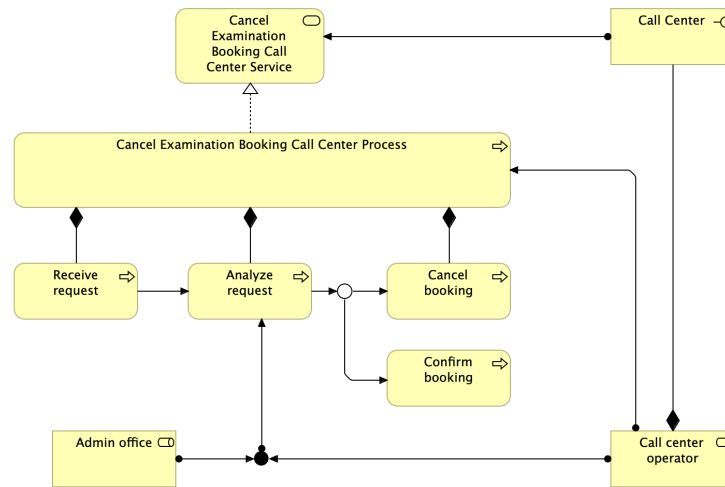 Cancel
Examination
Booking Call
Center Service
Call Center
Cancel Examination Booking Call Center Process
Receive
request
Analyze
request
Cancel
booking
Confirm
booking
Admin office
Call center
operator